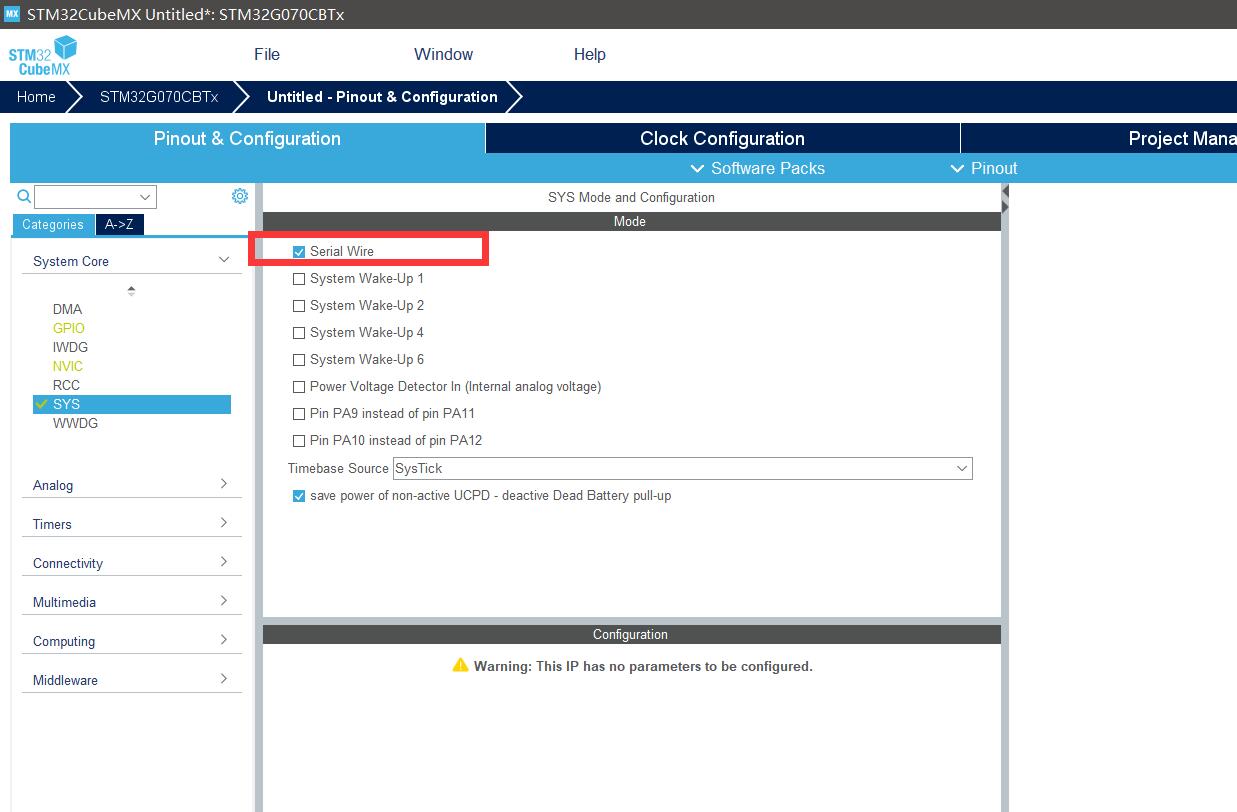 MX STM32CubeMX Untitled*: STM32G070CBTx
STM32
CubeMX
File Window Help
Home STM32G070CBTx Untitled - Pinout & Configuration
Pinout & Configuration Clock Configuration Project Mana
Software Packs Pinout
SYS Mode and Configuration
Categories A->Z
Mode
System Core
DMA
GPIO
IWDG
NVIC
RCC
SYS
WWDG
Analog
Timers
Connectivity
Multimedia
Computing
Middleware
Serial Wire
System Wake-Up 1
System Wake-Up 2
System Wake-Up 4
System Wake-Up 6
Power Voltage Detector In (Internal analog voltage)
Pin PA9 instead of pin PA11
Pin PA10 instead of pin PA12
Timebase Source SysTick
save power of non-active UCPD - deactive Dead Battery pull-up
Configuration
Warning: This IP has no parameters to be configured.